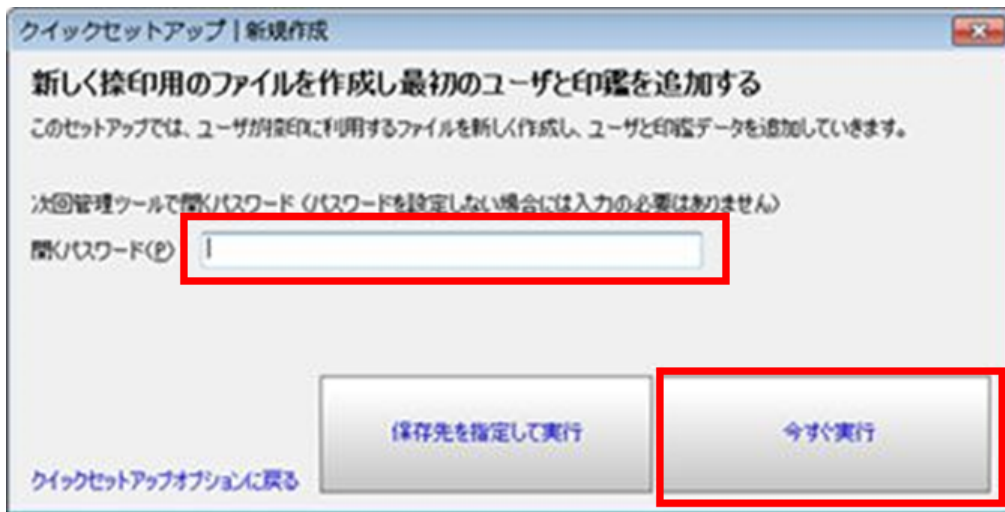 クイックセットアップ | 新規作成
新しく捺印用のファイルを作成し最初のユーザと印鑑を追加する
このセットアップでは、ユーザが捺印に利用するファイルを新しく作成し、ユーザと印鑑データを追加していきます。
次回管理ツールで開くパスワード (パスワードを設定しない場合には入力の必要はありません)
開くパスワード(P)
保存先を指定して実行
今すぐ実行
クイックセットアップオプションに戻る